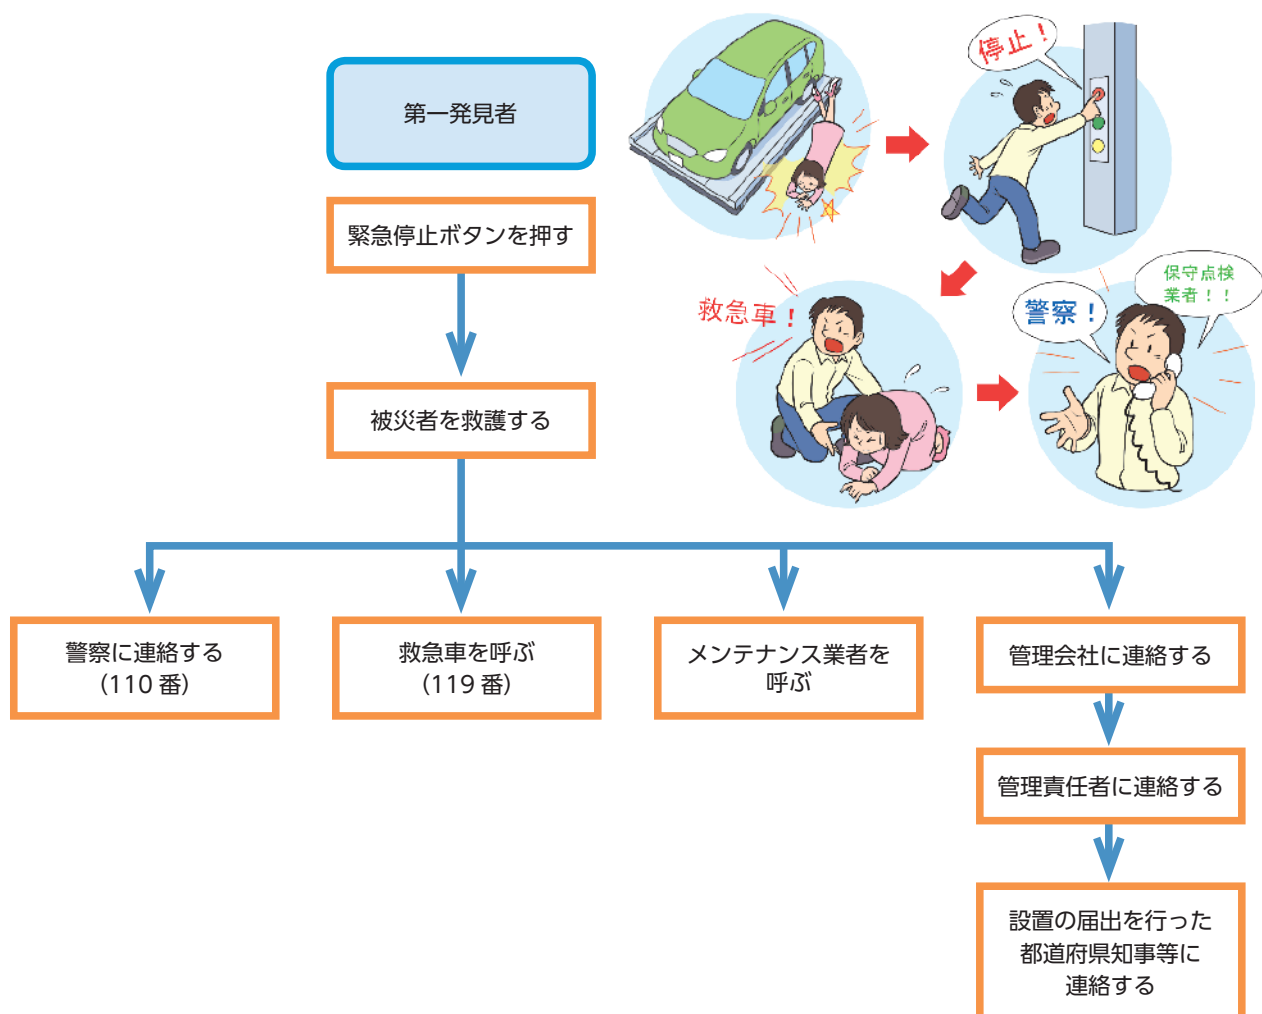 第一発見者
緊急停止ボタンを押す
被災者を救護する
停止！
救急車！
警察！
保守点検
業者！！
警察に連絡する
（110 番）
救急車を呼ぶ
（119 番）
メンテナンス業者を
呼ぶ
管理会社に連絡する
管理責任者に連絡する
設置の届出を行った
都道府県知事等に
連絡する